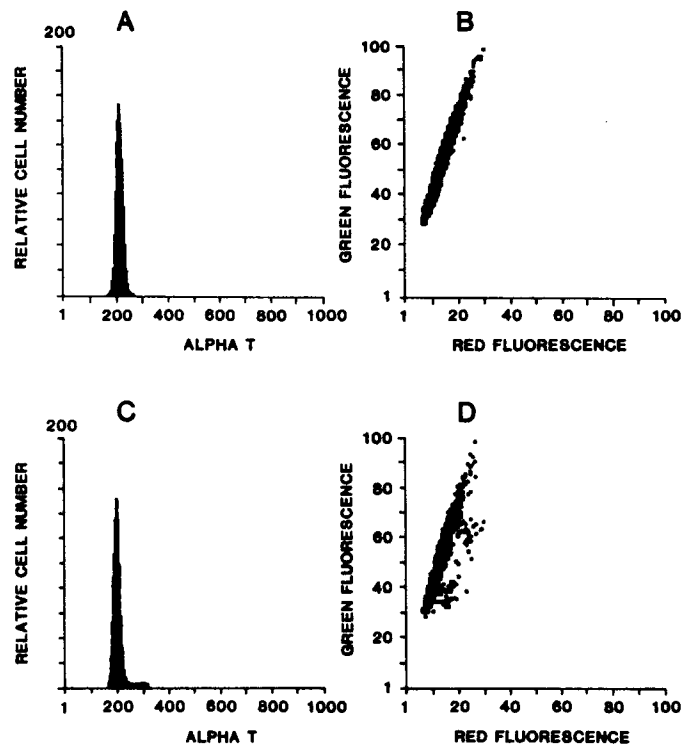 A
200
RELATIVE CELL NUMBER
1 200 400 600 800 1000
ALPHA T
B
100
80
60
40
20
1
GREEN FLUORESCENCE
1 20 40 60 80 100
RED FLUORESCENCE
C
200
RELATIVE CELL NUMBER
1
1 200 400 600 800 1000
ALPHA T
D
100
80
60
40
20
1
GREEN FLUORESCENCE
1 20 40 60 80 100
RED FLUORESCENCE